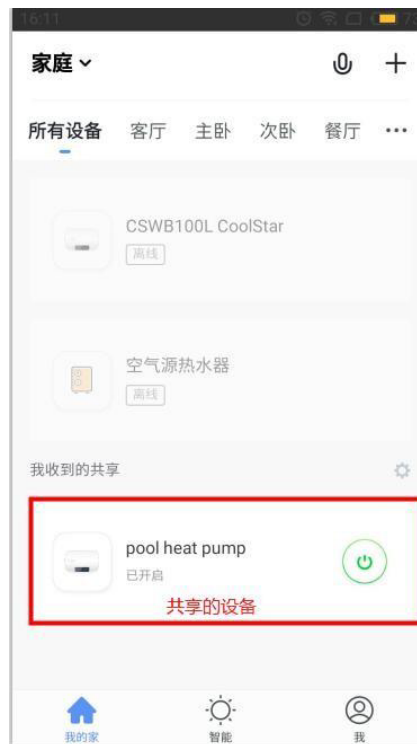 16:11
家庭
所有设备 客厅 主卧 次卧 餐厅 •••
CSWB100L CoolStar
离线
空气源热水器
离线
我收到的共享
pool heat pump
已开启
共享的设备
我的家 智能 我